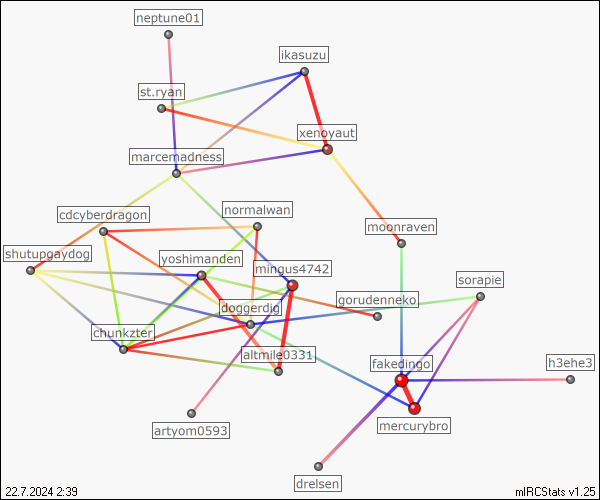 neptune01
ikasuzu
st.ryan
xenoyaut
marcemadness
cdcyberdragon
normalwan
moonraven
shutupgaydog
yoshimanden
mingus4742
sorapie
gorudenneko
doggerdjg
chunkzter
altmile0331
fakedingo
h3ehe3
mercurybro
artyom0593
drelsen
22.7.2024 2:39
mIRCStats v1.25